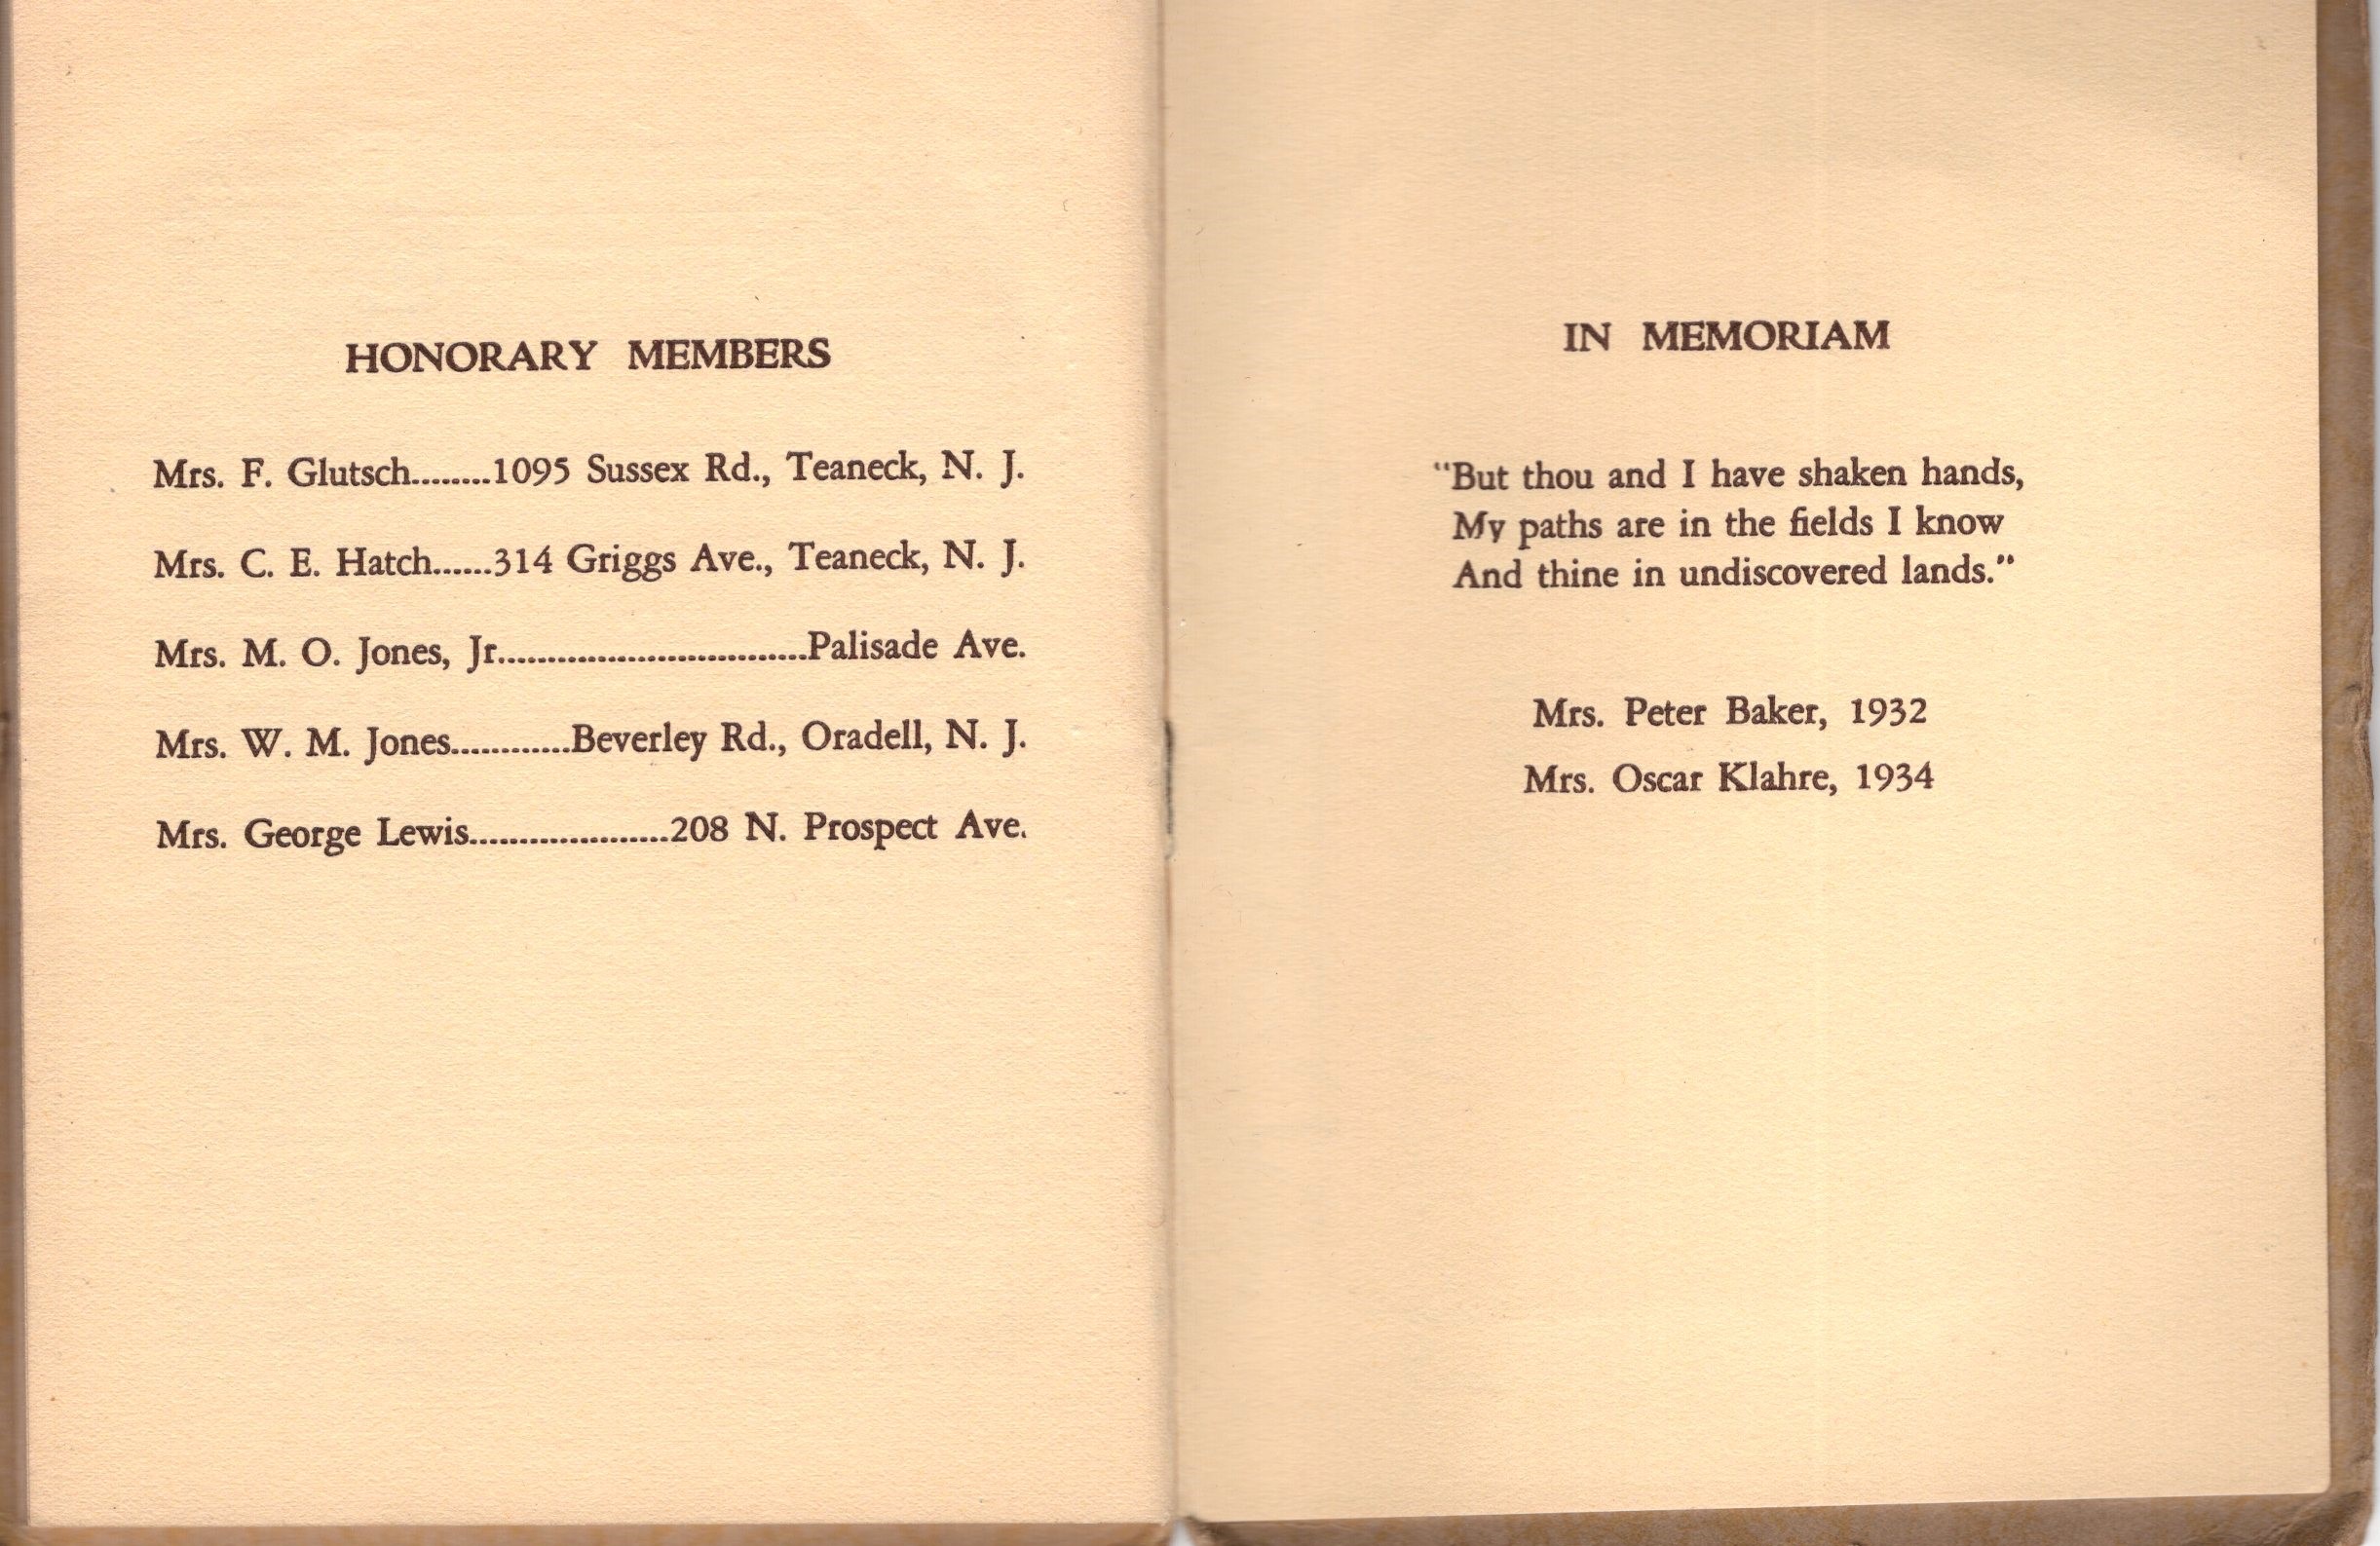 HONORARY MEMBERS
Mrs. F. Glutsch........1095 Sussex Rd., Teaneck, N. J.
Mrs. C. E. Hatch......314 Griggs Ave., Teaneck, N. J.
Mrs. M. O. Jones, Jr...............................Palisade Ave.
Mrs. W. M. Jones............Beverley Rd., Oradell, N. J.
Mrs. George Lewis....................208 N. Prospect Ave.
IN MEMORIAM
"But thou and I have shaken hands,
My paths are in the fields I know
And thine in undiscovered lands."
Mrs. Peter Baker, 1932
Mrs. Oscar Klahre, 1934